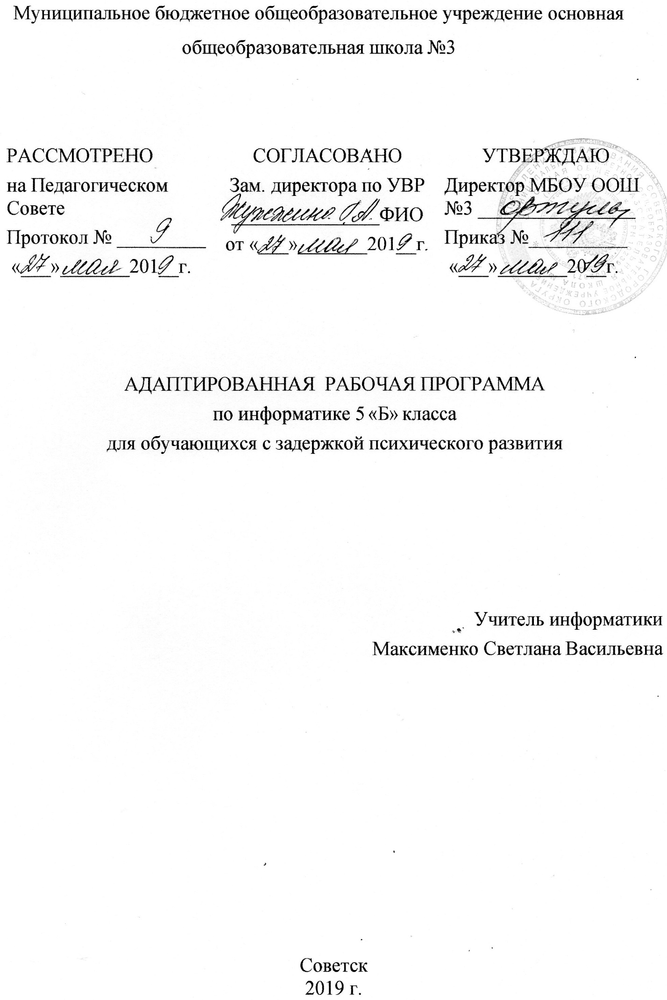 Муниципальное бюджетное общеобразовательное учреждение основная
общеобразовательная школа №3
РАССМОТРЕНО
на Педагогическом
Совете
Протокол № 9
«27» мая 2019 г.
СОГЛАСОВАНО
Зам. директора по УВР
ФИО
от «27» мая 2019 г.
УТВЕРЖДАЮ
Директор МБОУ ООШ
№3
Приказ № 111
«27» мая 2019 г.
АДАПТИРОВАННАЯ РАБОЧАЯ ПРОГРАММА
по информатике 5 «Б» класса
для обучающихся с задержкой психического развития
Учитель информатики
Максименко Светлана Васильевна
Советск
2019 г.